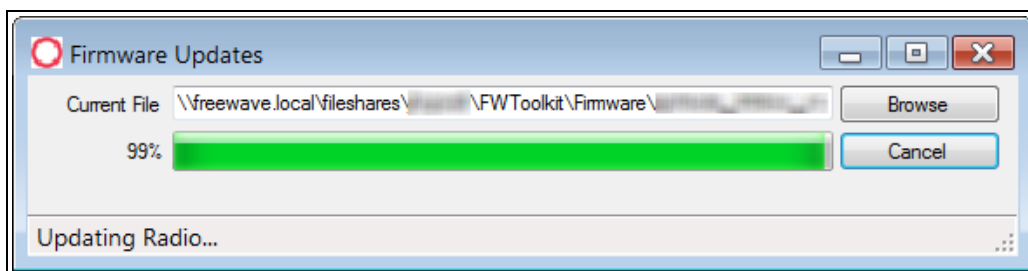 Firmware Updates
Current File \\freewave.local\fileshares\ \FWToolkit\Firmware\ Browse
99% Cancel
Updating Radio...